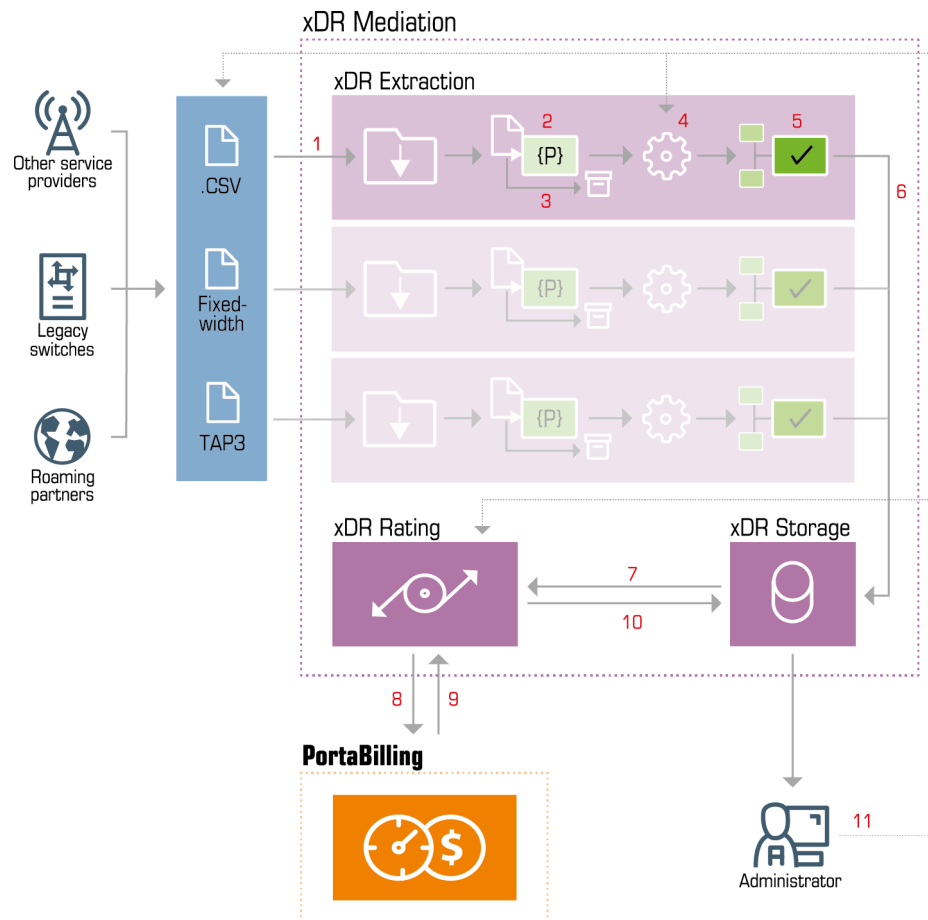 xDR Mediation
xDR Extraction
Other service
providers
.CSV
1
2
{P}
3
4
5
6
Legacy
switches
Fixed-
width
{P}
Roaming
partners
TAP3
{P}
xDR Rating
xDR Storage
7
10
8
9
PortaBilling
$
11
Administrator